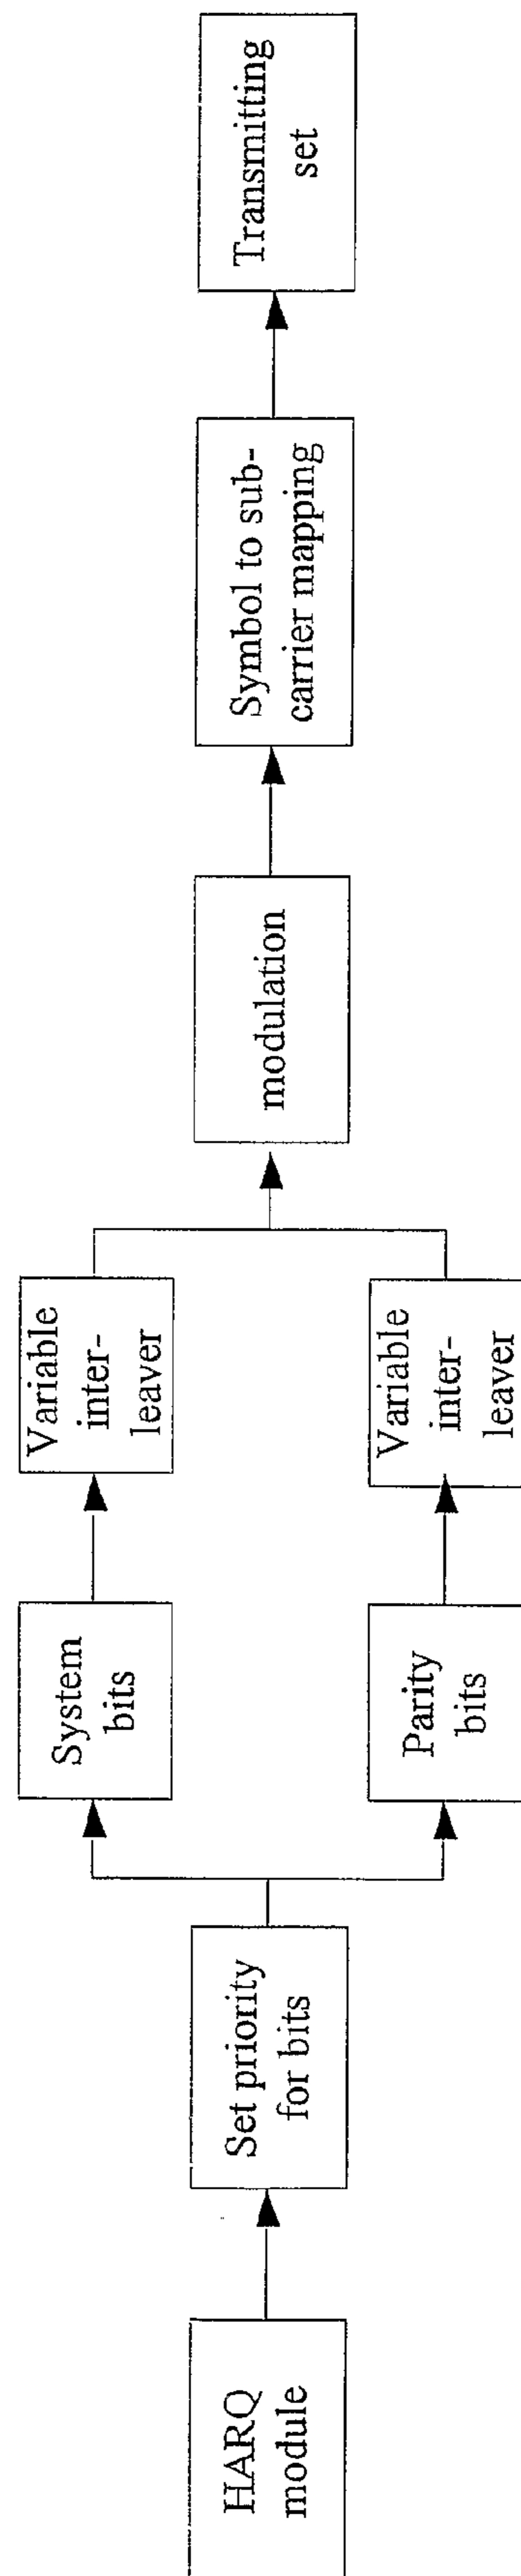 HARQ
module
Set priority
for bits
System
bits
Parity
bits
Variable
inter-
leaver
Variable
inter-
leaver
modulation
Symbol to sub-
carrier mapping
Transmitting
set